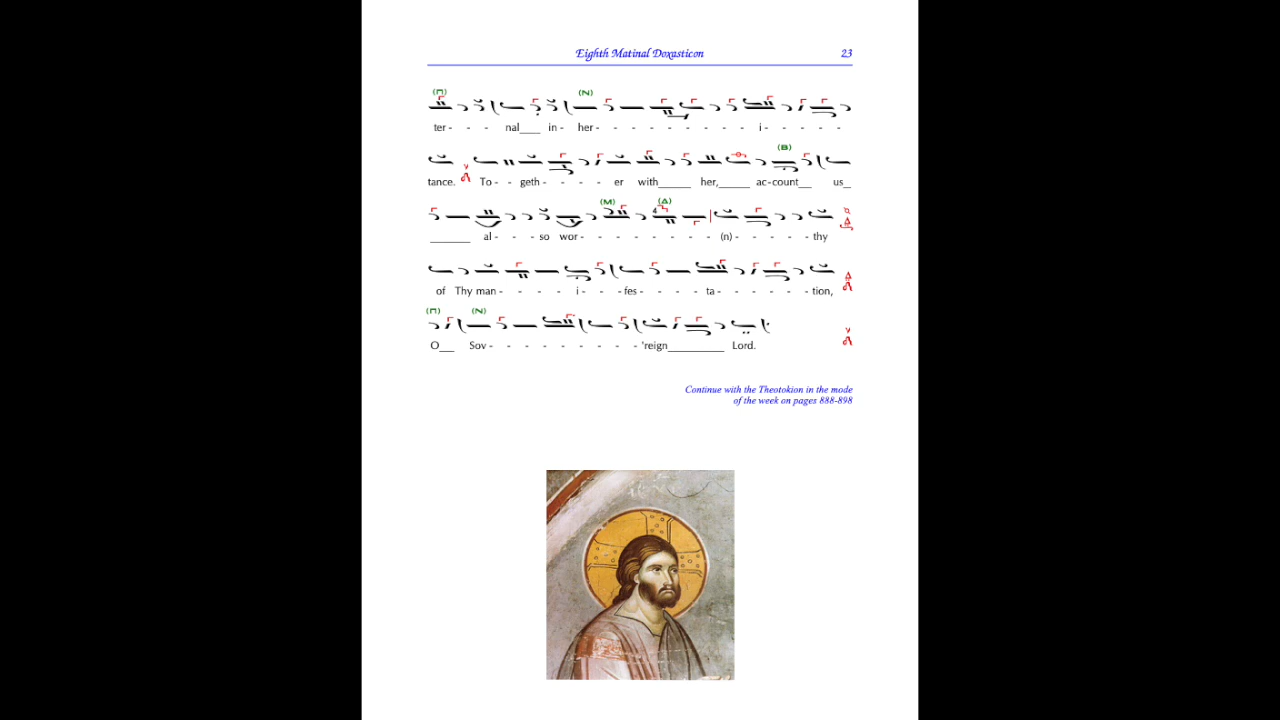 Eighth Matinal Doxasticon 23
(Π) (Ν)
ter - - - nal___ in - her - - - - - - - - - i - - - - -
(Β)
tance. To - - geth - - - - er with_____ her,_____ ac-count__ us_
(Μ) (Δ)
______ al - - - so wor - - - - - - - - (n) - - - - - thy
of Thy man - - - - i - - - fes - - - - ta - - - - - - tion,
(Π) (Ν)
O__ Sov - - - - - - - - - 'reign_________ Lord.
Continue with the Theotokion in the mode
of the week on pages 888-898